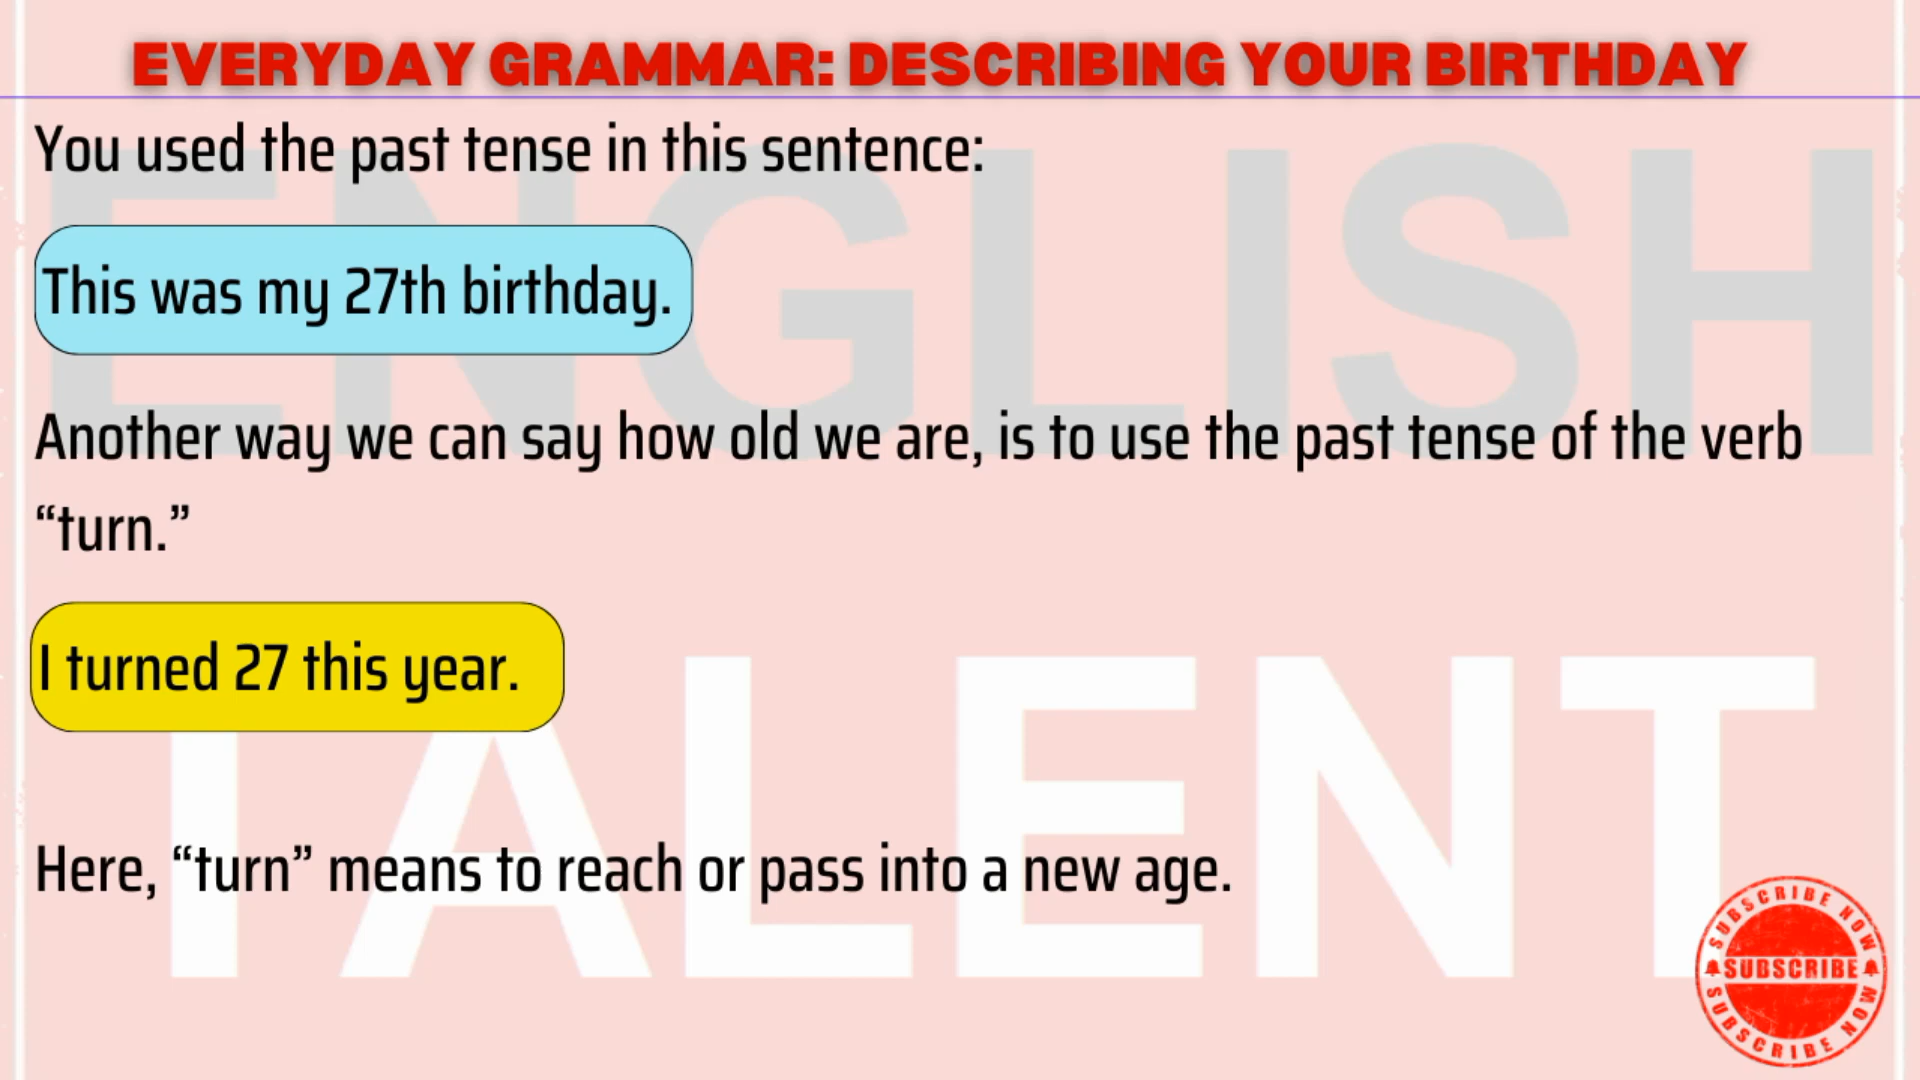 EVERYDAY GRAMMAR: DESCRIBING YOUR BIRTHDAY
You used the past tense in this sentence:
This was my 27th birthday.
Another way we can say how old we are, is to use the past tense of the verb
“turn.”
I turned 27 this year.
Here, “turn” means to reach or pass into a new age.
ENGLISH
TALENT
SUBSCRIBE NOW
SUBSCRIBE
SUBSCRIBE NOW